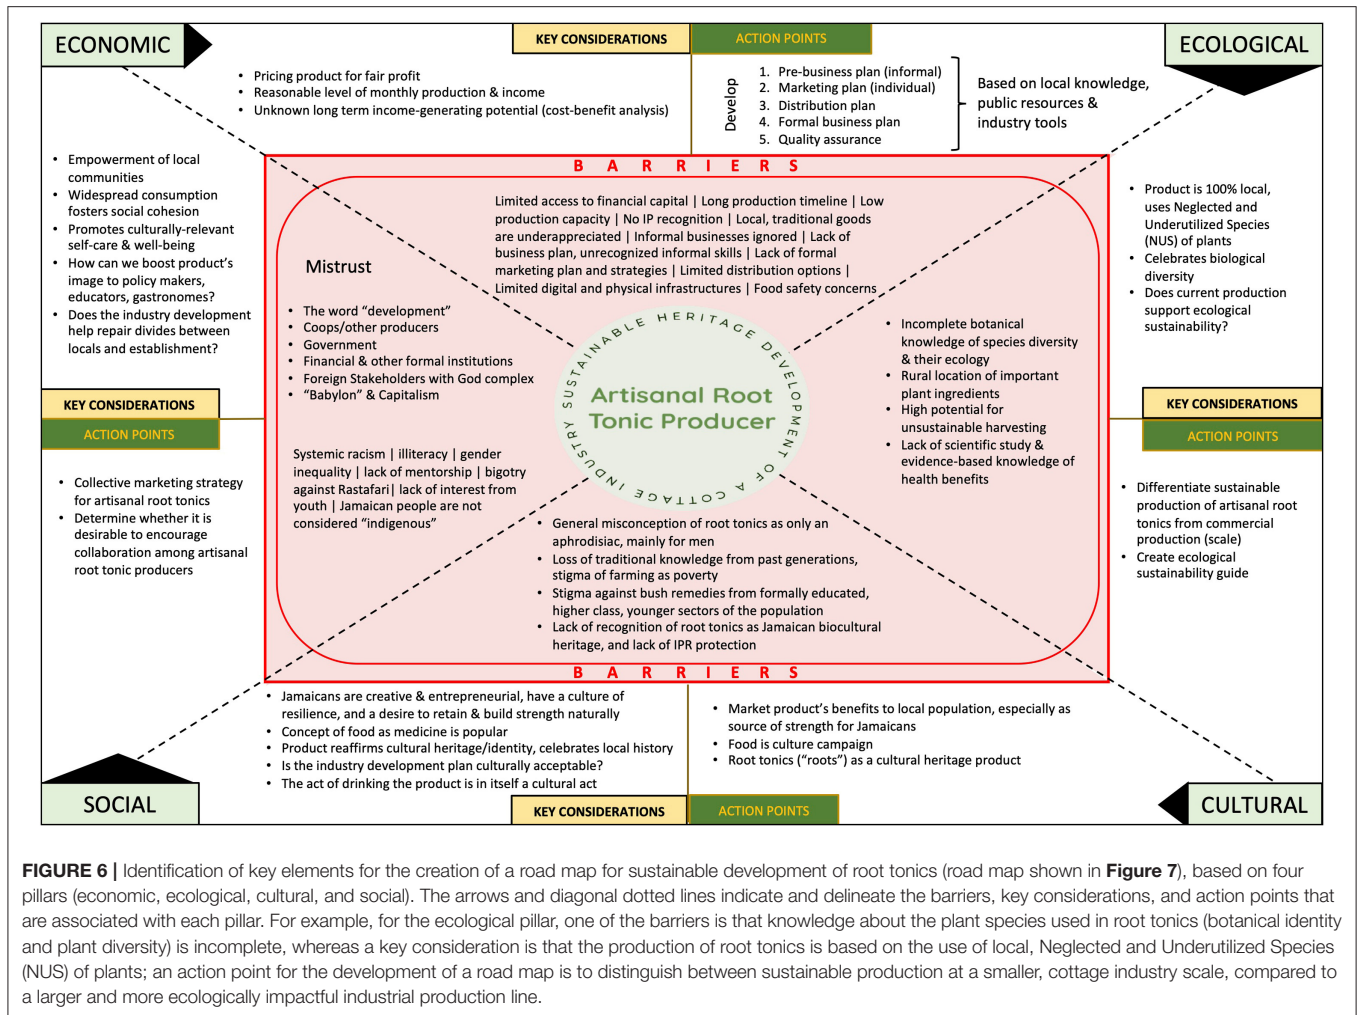 ECONOMIC
KEY CONSIDERATIONS
ACTION POINTS
ECOLOGICAL
• Pricing product for fair profit
• Reasonable level of monthly production & income
• Unknown long term income-generating potential (cost-benefit analysis)
Develop
1. Pre-business plan (informal)
2. Marketing plan (individual)
3. Distribution plan
4. Formal business plan
5. Quality assurance
Based on local knowledge,
public resources &
industry tools
• Empowerment of local
communities
• Widespread consumption
fosters social cohesion
• Promotes culturally-relevant
self-care & well-being
• How can we boost product's
image to policy makers,
educators, gastronomes?
• Does the industry development
help repair divides between
locals and establishment?
KEY CONSIDERATIONS
ACTION POINTS
• Collective marketing strategy
for artisanal root tonics
• Determine whether it is
desirable to encourage
collaboration among artisanal
root tonic producers
BARRIERS
Limited access to financial capital | Long production timeline | Low
production capacity | No IP recognition | Local, traditional goods
are underappreciated | Informal businesses ignored | Lack of
business plan, unrecognized informal skills | Lack of formal
marketing plan and strategies | Limited distribution options |
Limited digital and physical infrastructures | Food safety concerns
Mistrust
• The word "development"
• Coops/other producers
• Government
• Financial & other formal institutions
• Foreign Stakeholders with God complex
• "Babylon" & Capitalism
Systemic racism | illiteracy | gender
inequality | lack of mentorship | bigotry
against Rastafari| lack of interest from
youth | Jamaican people are not
considered "indigenous"
SUSTAINABLE HERITAGE DEVELOPMENT OF A COTTAGE INDUSTRY
Artisanal Root
Tonic Producer
• Incomplete botanical
knowledge of species diversity
& their ecology
• Rural location of important
plant ingredients
• High potential for
unsustainable harvesting
• Lack of scientific study &
evidence-based knowledge of
health benefits
• General misconception of root tonics as only an
aphrodisiac, mainly for men
• Loss of traditional knowledge from past generations,
stigma of farming as poverty
• Stigma against bush remedies from formally educated,
higher class, younger sectors of the population
• Lack of recognition of root tonics as Jamaican biocultural
heritage, and lack of IPR protection
BARRIERS
• Product is 100% local,
uses Neglected and
Underutilized Species
(NUS) of plants
• Celebrates biological
diversity
• Does current production
support ecological
sustainability?
KEY CONSIDERATIONS
ACTION POINTS
• Differentiate sustainable
production of artisanal root
tonics from commercial
production (scale)
• Create ecological
sustainability guide
• Jamaicans are creative & entrepreneurial, have a culture of
resilience, and a desire to retain & build strength naturally
• Concept of food as medicine is popular
• Product reaffirms cultural heritage/identity, celebrates local history
• Is the industry development plan culturally acceptable?
• The act of drinking the product is in itself a cultural act
• Market product's benefits to local population, especially as
source of strength for Jamaicans
• Food is culture campaign
• Root tonics ("roots") as a cultural heritage product
SOCIAL
KEY CONSIDERATIONS
ACTION POINTS
CULTURAL
FIGURE 6 | Identification of key elements for the creation of a road map for sustainable development of root tonics (road map shown in Figure 7), based on four
pillars (economic, ecological, cultural, and social). The arrows and diagonal dotted lines indicate and delineate the barriers, key considerations, and action points that
are associated with each pillar. For example, for the ecological pillar, one of the barriers is that knowledge about the plant species used in root tonics (botanical identity
and plant diversity) is incomplete, whereas a key consideration is that the production of root tonics is based on the use of local, Neglected and Underutilized Species
(NUS) of plants; an action point for the development of a road map is to distinguish between sustainable production at a smaller, cottage industry scale, compared to
a larger and more ecologically impactful industrial production line.